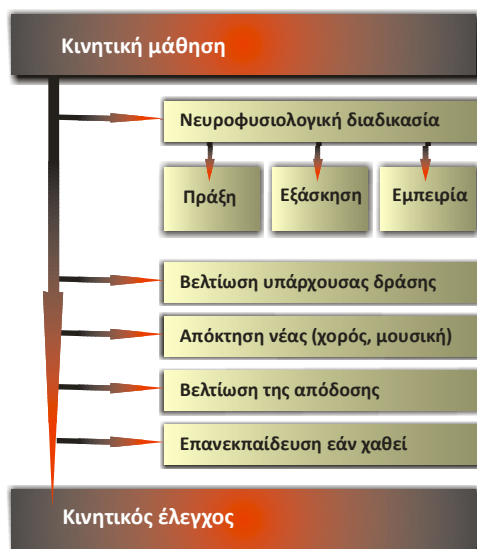 Κινητική μάθηση
Νευροφυσιολογική διαδικασία
Πράξη
Εξάσκηση
Εμπειρία
Βελτίωση υπάρχουσας δράσης
Απόκτηση νέας (χορός, μουσική)
Βελτίωση της απόδοσης
Επανεκπαίδευση εάν χαθεί
Κινητικός έλεγχος